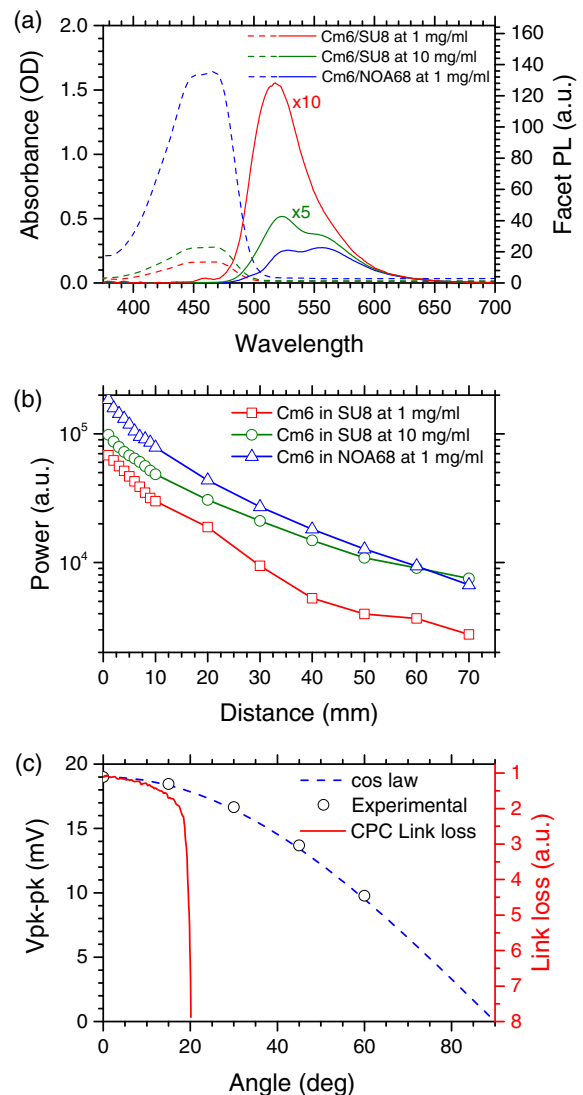 (a)
Cm6/SU8 at 1 mg/ml
Cm6/SU8 at 10 mg/ml
Cm6/NOA68 at 1 mg/ml
x10
x5
Absorbance (OD)
2.0
1.5
1.0
0.5
0.0
Facet PL (a.u.)
160
140
120
100
80
60
40
20
0
400 450 500 550 600 650 700
Wavelength
(b)
Cm6 in SU8 at 1 mg/ml
Cm6 in SU8 at 10 mg/ml
Cm6 in NOA68 at 1 mg/ml
Power (a.u.)
10^5
10^4
0 10 20 30 40 50 60 70
Distance (mm)
(c)
cos law
Experimental
CPC Link loss
Vpk-pk (mV)
20
15
10
5
0
Link loss (a.u.)
1
2
3
4
5
6
7
8
0 20 40 60 80
Angle (deg)